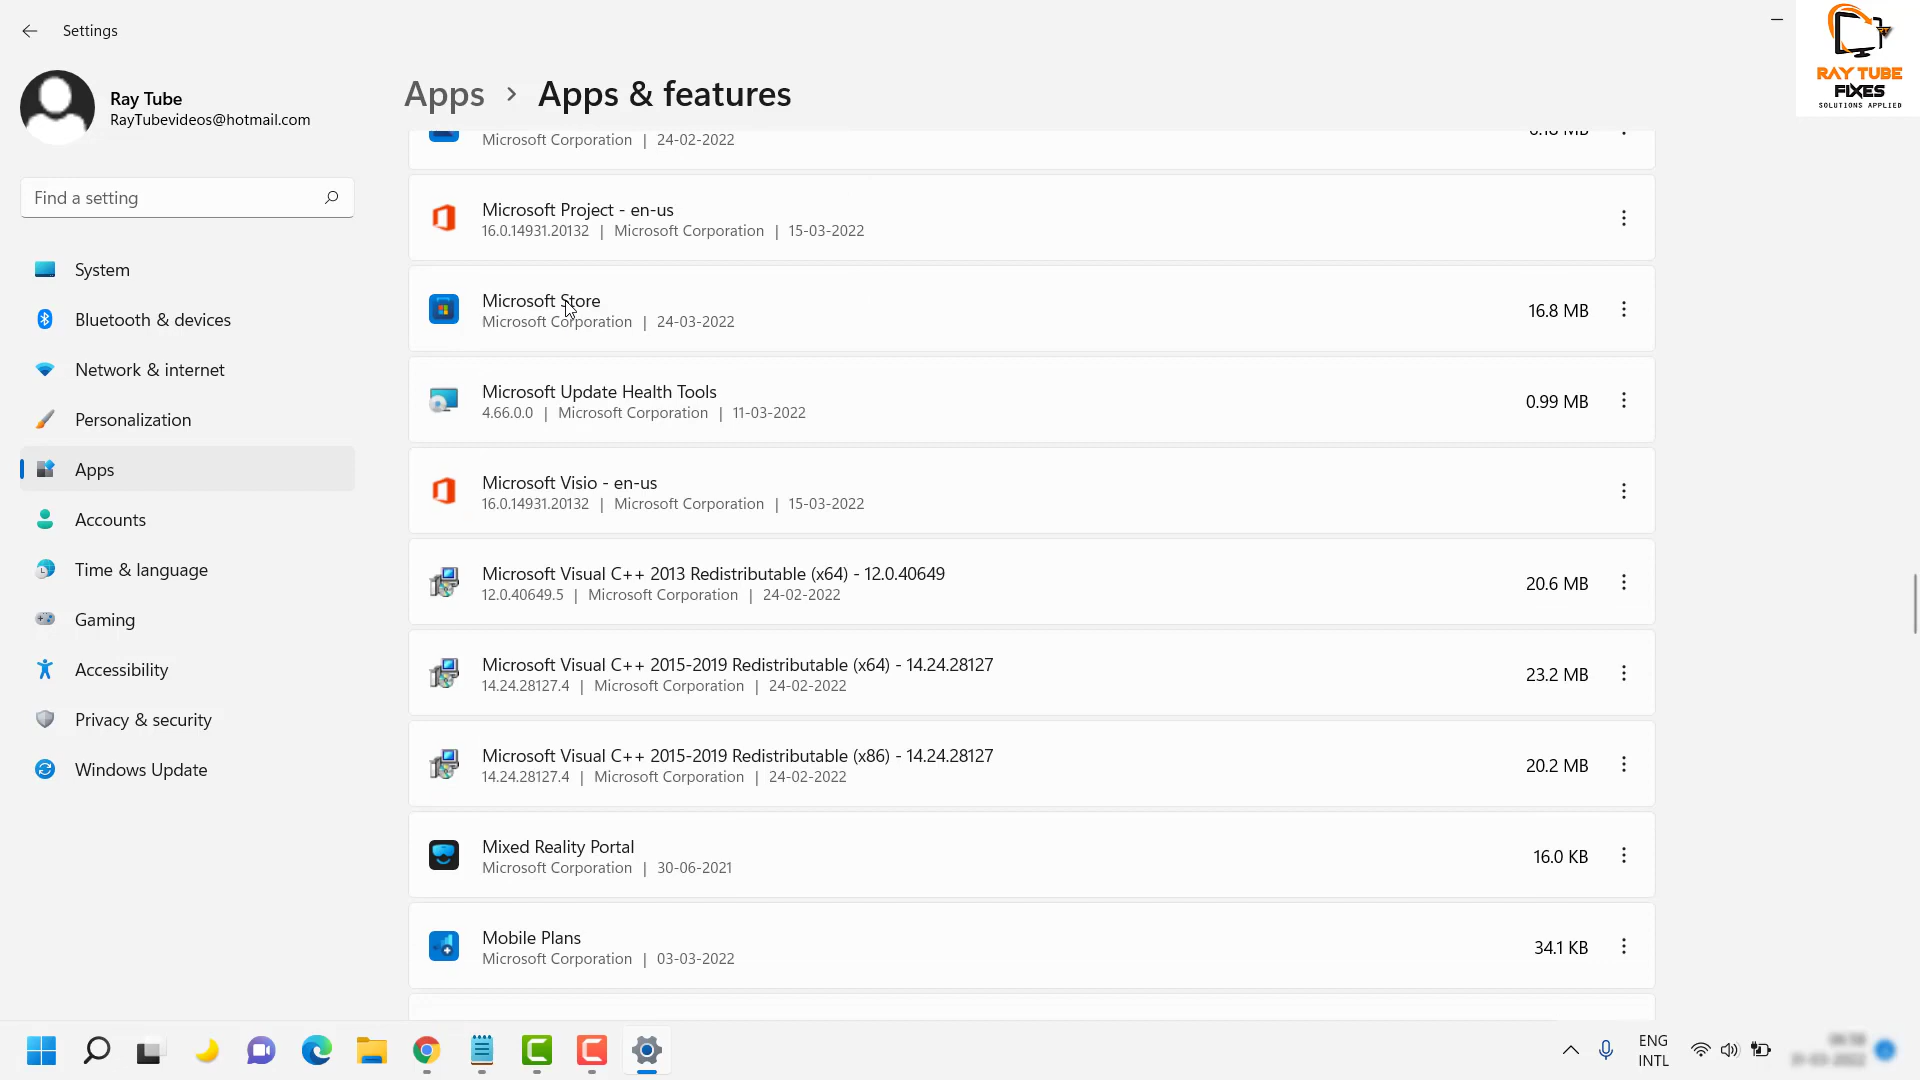 Settings
RAY TUBE
FIXES
SOLUTIONS APPLIED
Ray Tube
RayTubevideos@hotmail.com
Find a setting
System
Bluetooth & devices
Network & internet
Personalization
Apps
Accounts
Time & language
Gaming
Accessibility
Privacy & security
Windows Update
Apps > Apps & features
Microsoft Corporation | 24-02-2022
MB
Microsoft Project - en-us
16.0.14931.20132 | Microsoft Corporation | 15-03-2022
Microsoft Store
Microsoft Corporation | 24-03-2022
16.8 MB
Microsoft Update Health Tools
4.66.0.0 | Microsoft Corporation | 11-03-2022
0.99 MB
Microsoft Visio - en-us
16.0.14931.20132 | Microsoft Corporation | 15-03-2022
Microsoft Visual C++ 2013 Redistributable (x64) - 12.0.40649
12.0.40649.5 | Microsoft Corporation | 24-02-2022
20.6 MB
Microsoft Visual C++ 2015-2019 Redistributable (x64) - 14.24.28127
14.24.28127.4 | Microsoft Corporation | 24-02-2022
23.2 MB
Microsoft Visual C++ 2015-2019 Redistributable (x86) - 14.24.28127
14.24.28127.4 | Microsoft Corporation | 24-02-2022
20.2 MB
Mixed Reality Portal
Microsoft Corporation | 30-06-2021
16.0 KB
Mobile Plans
Microsoft Corporation | 03-03-2022
34.1 KB
ENG
INTL